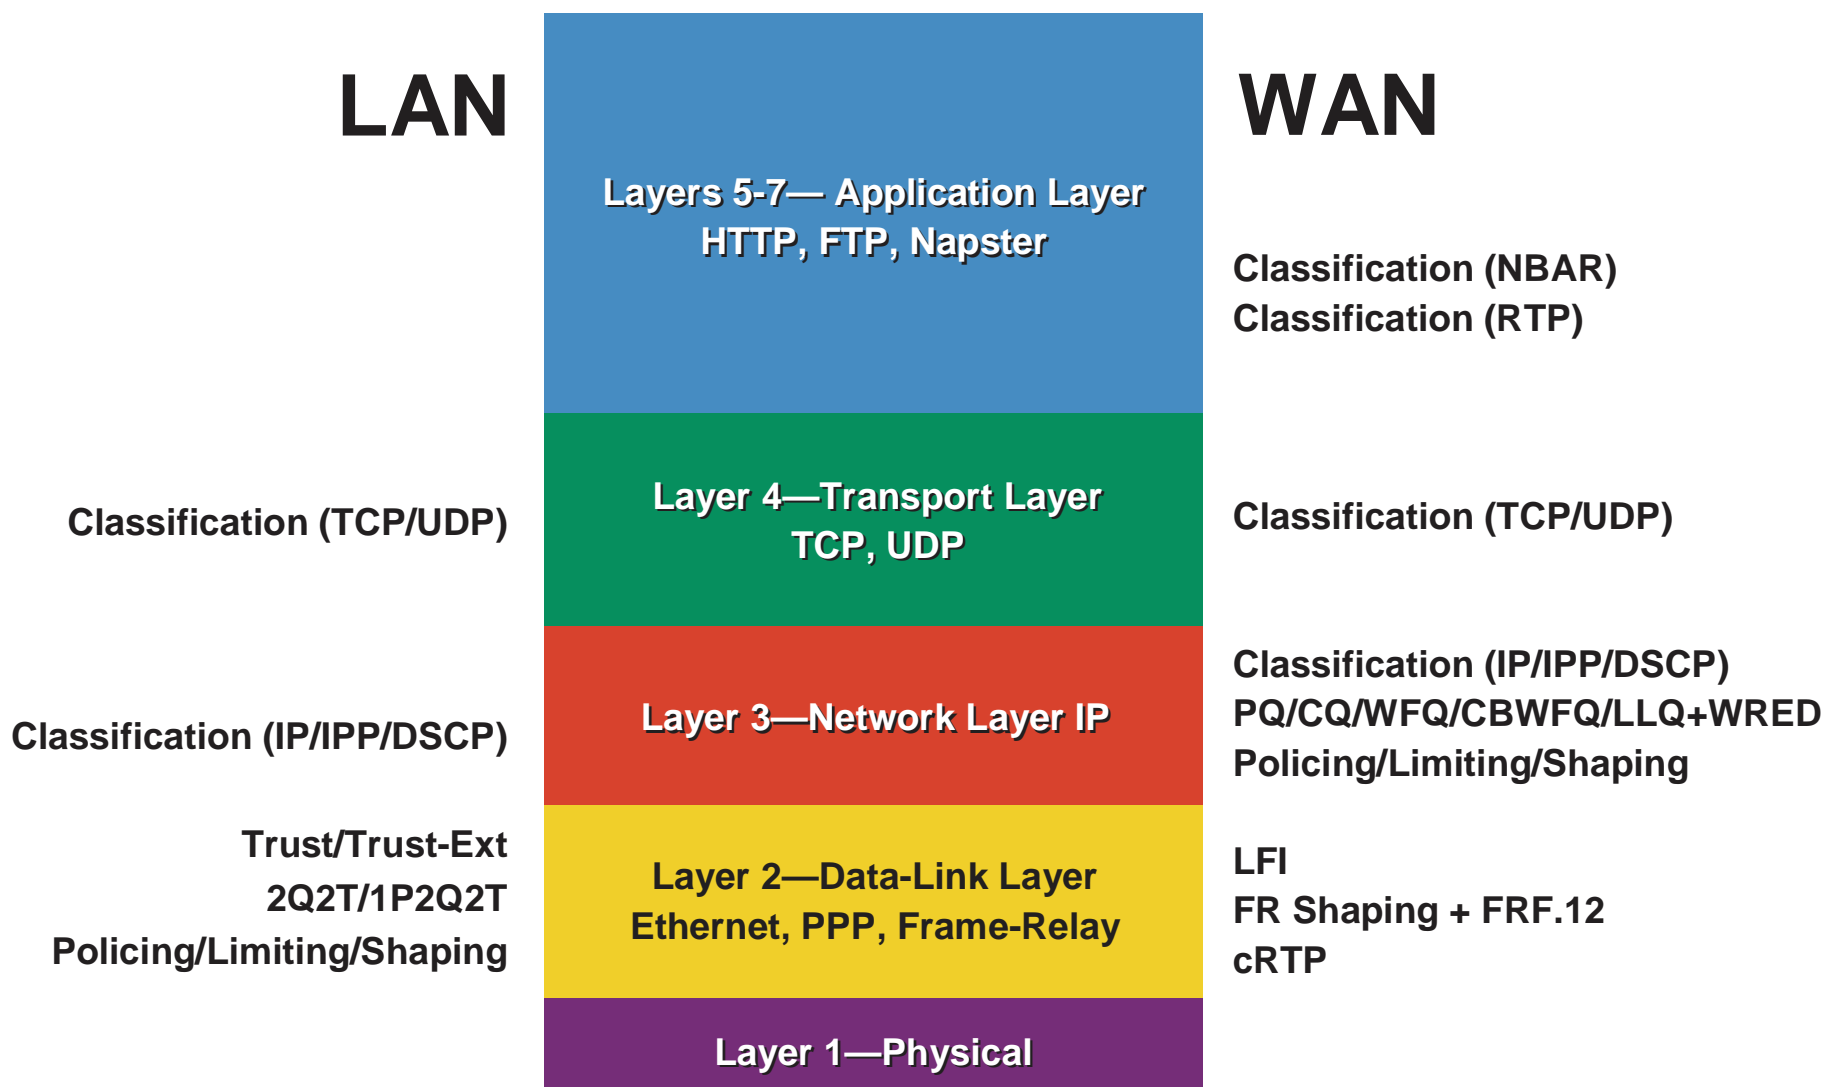 LAN
WAN
Layers 5-7— Application Layer
HTTP, FTP, Napster
Classification (NBAR)
Classification (RTP)
Classification (TCP/UDP)
Layer 4—Transport Layer
TCP, UDP
Classification (TCP/UDP)
Classification (IP/IPP/DSCP)
Layer 3—Network Layer IP
Classification (IP/IPP/DSCP)
PQ/CQ/WFQ/CBWFQ/LLQ+WRED
Policing/Limiting/Shaping
Trust/Trust-Ext
2Q2T/1P2Q2T
Policing/Limiting/Shaping
Layer 2—Data-Link Layer
Ethernet, PPP, Frame-Relay
LFI
FR Shaping + FRF.12
cRTP
Layer 1—Physical